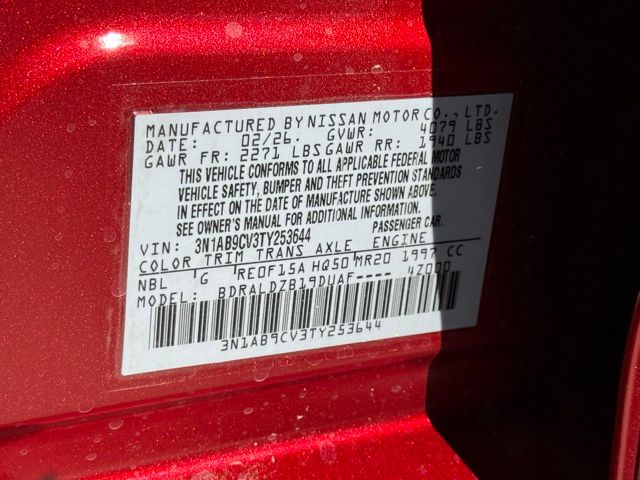 MANUFACTURED BY NISSAN MOTOR CO., LTD.
DATE: 02/26. GVWR: 4079 LBS
GAWR FR: 2271 LBS GAWR RR: 1940 LBS
THIS VEHICLE CONFORMS TO ALL APPLICABLE FEDERAL MOTOR
VEHICLE SAFETY, BUMPER AND THEFT PREVENTION STANDARDS
IN EFFECT ON THE DATE OF MANUFACTURE SHOWN ABOVE.
SEE OWNER'S MANUAL FOR ADDITIONAL INFORMATION.
VIN: 3N1AB9CV3TY253644 PASSENGER CAR.
COLOR TRIM TRANS AXLE ENGINE
NBL G RE0F15A HQ50 MR20 1997 CC
MODEL: BDRALDZB19DUAF---- 4Z000
3N1AB9CV3TY253644